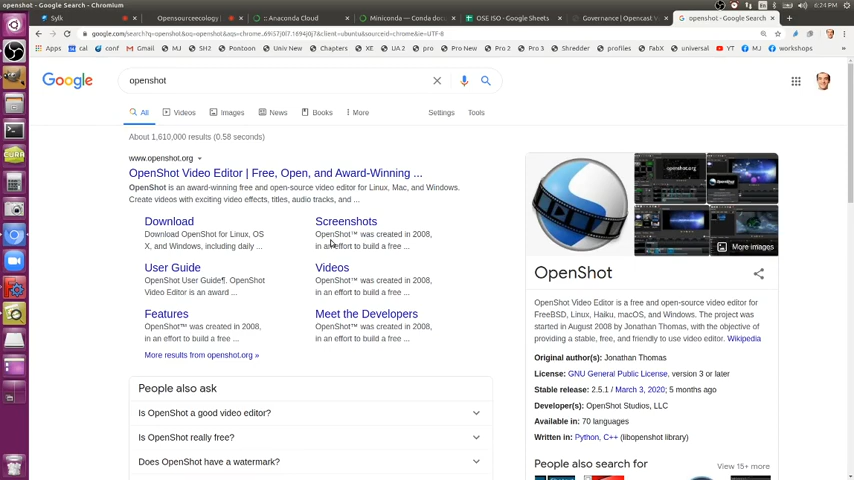 openshot - Google Search - Chromium
En
6:24 PM
Sylk
Opensourceecology
:: Anaconda Cloud
Miniconda — Conda docu
OSE ISO - Google Sheets
Governance | Opencast V
openshot - Google Search
google.com/search?q=openshot&oq=openshot&aqs=chrome..69i57j0l7.1694j0j7&client=ubuntu&sourceid=chrome&ie=UTF-8
Apps
cal
conf
Gmail
MJ
SH2
Pontoon
Univ New
Chapters
XE
UA 2
pro
Pro New
Pro 2
Pro 3
Shredder
profiles
FabX
universal
YT
MJ
workshops
Google
openshot
All
Videos
Images
News
Books
More
Settings
Tools
About 1,610,000 results (0.58 seconds)
www.openshot.org
OpenShot Video Editor | Free, Open, and Award-Winning ...
OpenShot is an award-winning free and open-source video editor for Linux, Mac, and Windows.
Create videos with exciting video effects, titles, audio tracks, and ...
Download
Download OpenShot for Linux, OS
X, and Windows, including daily ...
Screenshots
OpenShot™ was created in 2008,
in an effort to build a free ...
User Guide
OpenShot User Guide¶. OpenShot
Video Editor is an award ...
Videos
OpenShot™ was created in 2008,
in an effort to build a free ...
Features
OpenShot™ was created in 2008,
in an effort to build a free ...
Meet the Developers
OpenShot™ was created in 2008,
in an effort to build a free ...
More results from openshot.org »
People also ask
Is OpenShot a good video editor?
Is OpenShot really free?
Does OpenShot have a watermark?
openshot.org
More images
OpenShot
OpenShot Video Editor is a free and open-source video editor for
FreeBSD, Linux, Haiku, macOS, and Windows. The project was
started in August 2008 by Jonathan Thomas, with the objective of
providing a stable, free, and friendly to use video editor. Wikipedia
Original author(s): Jonathan Thomas
License: GNU General Public License, version 3 or later
Stable release: 2.5.1 / March 3, 2020; 5 months ago
Developer(s): OpenShot Studios, LLC
Available in: 70 languages
Written in: Python, C++ (libopenshot library)
People also search for
View 15+ more
CURA